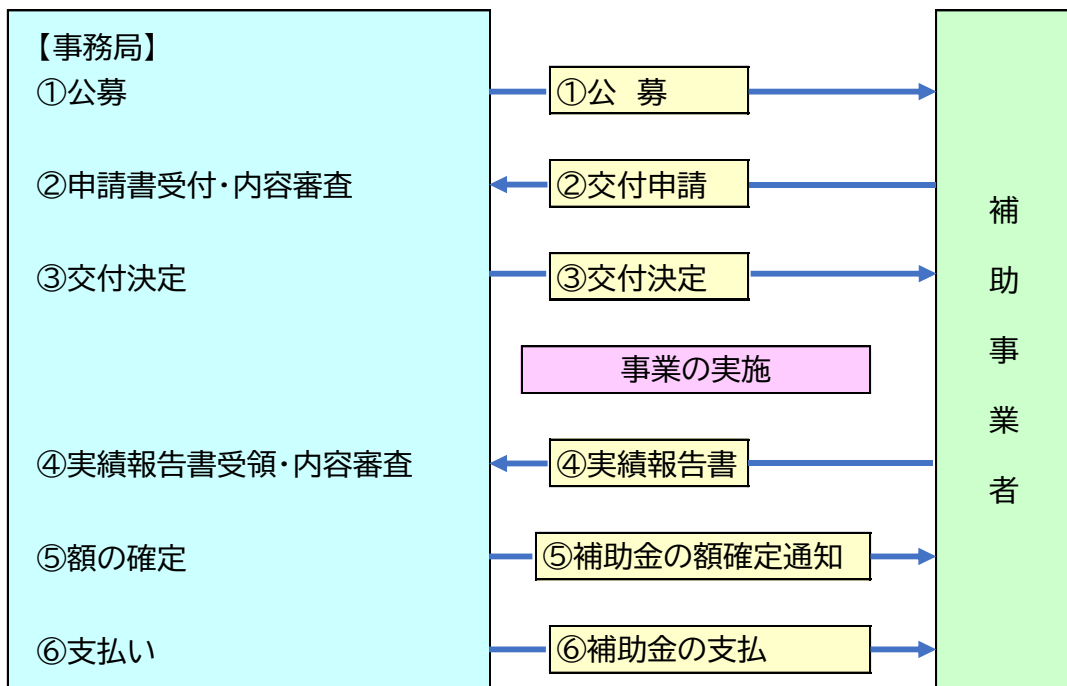 【事務局】
①公募
①公 募
②申請書受付･内容審査
②交付申請
③交付決定
③交付決定
事業の実施
④実績報告書受領･内容審査
④実績報告書
⑤額の確定
⑤補助金の額確定通知
⑥支払い
⑥補助金の支払
補助事業者